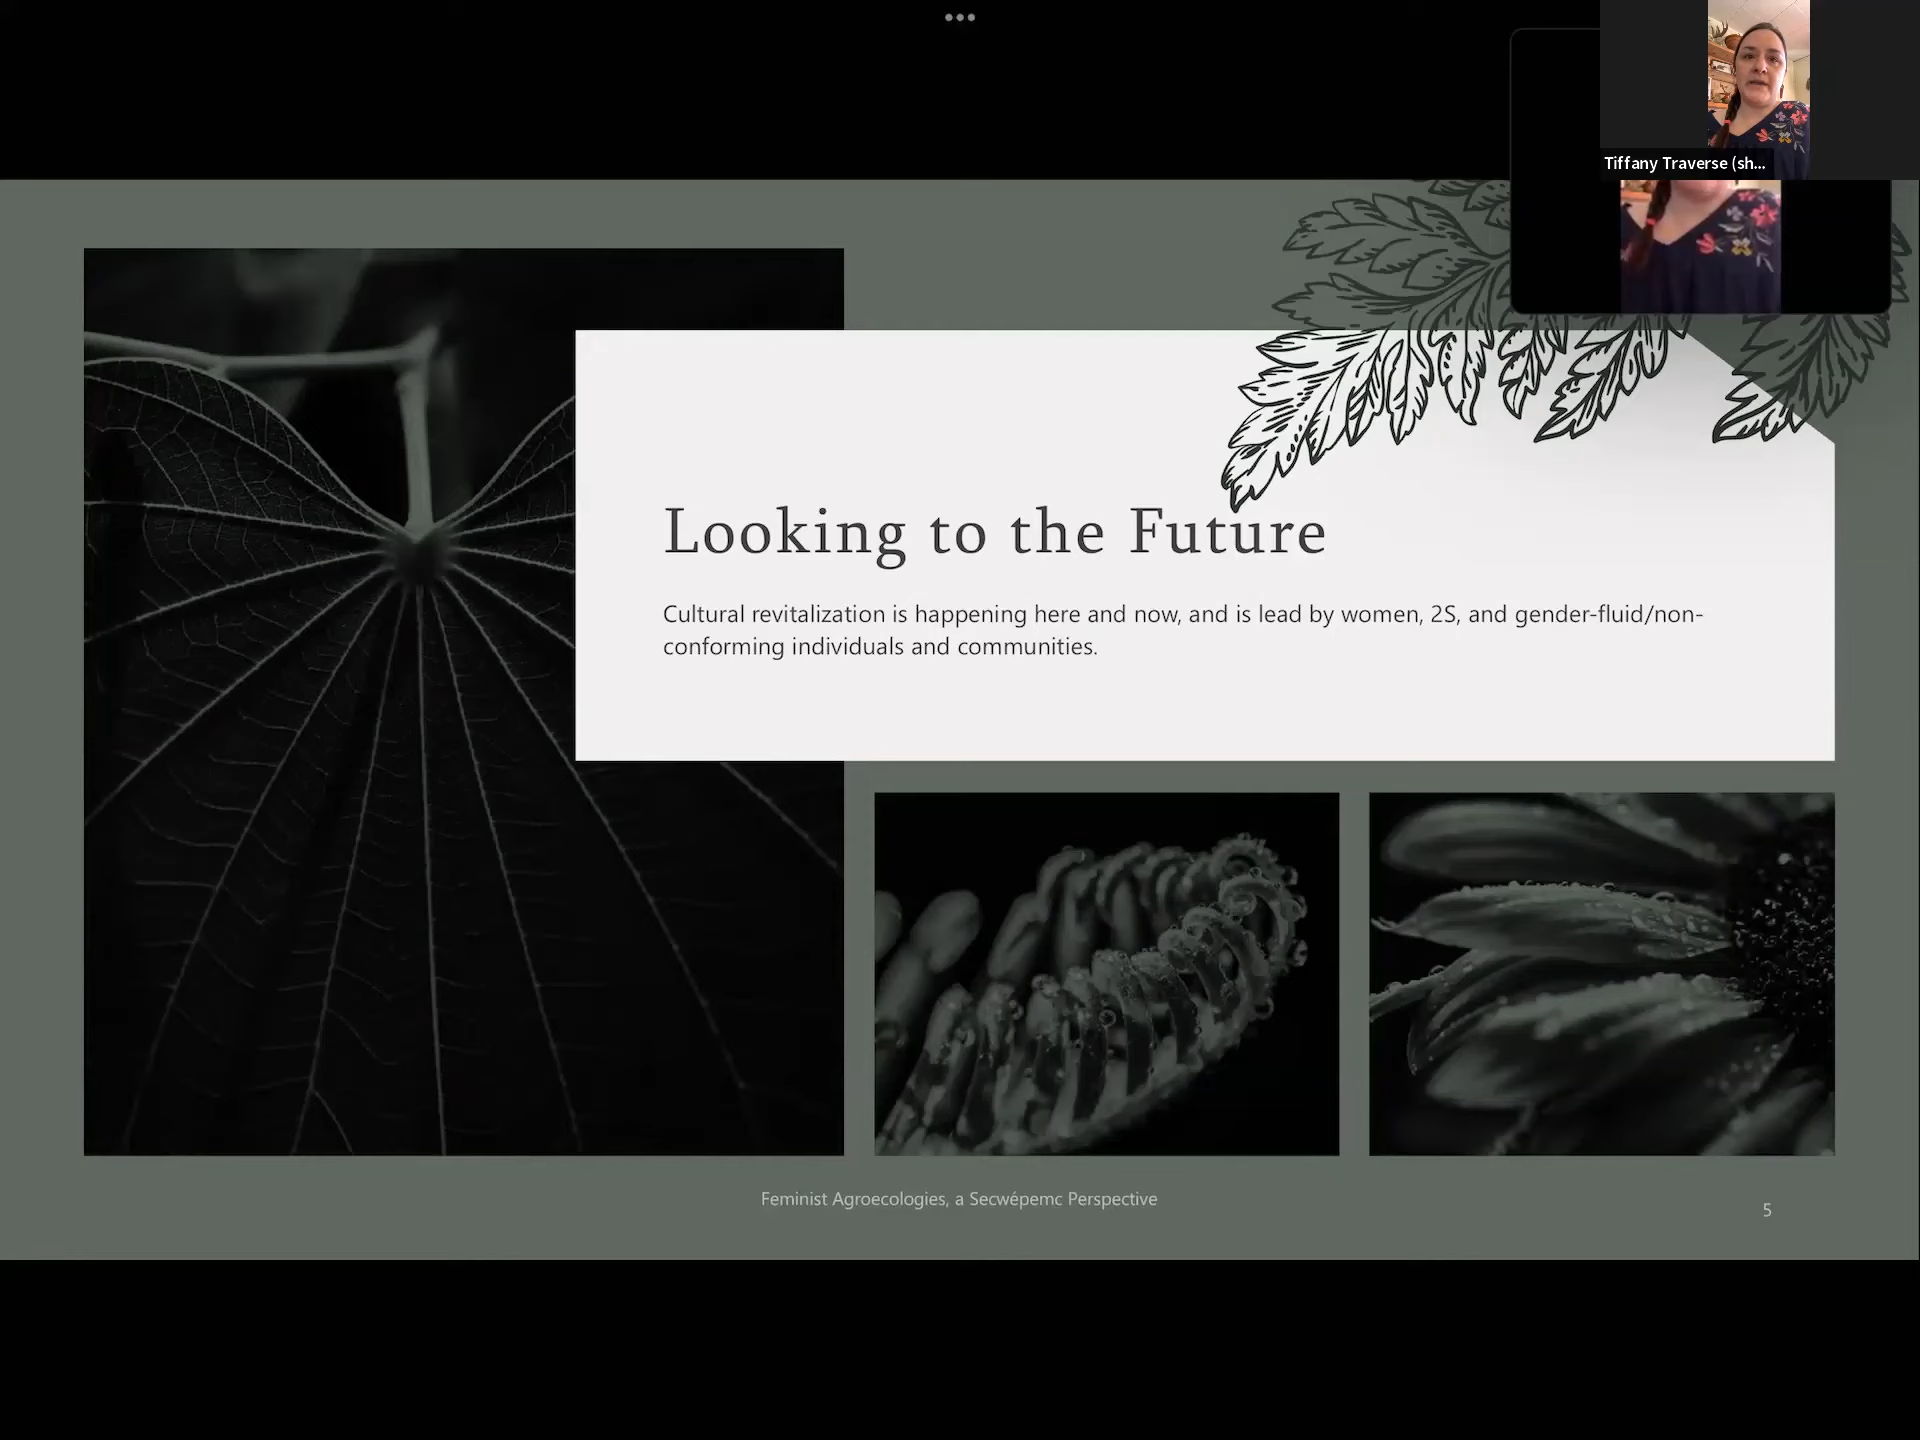 Tiffany Traverse (sh...
Looking to the Future
Cultural revitalization is happening here and now, and is lead by women, 2S, and gender-fluid/non-
conforming individuals and communities.
Feminist Agroecologies, a Secwépemc Perspective
5